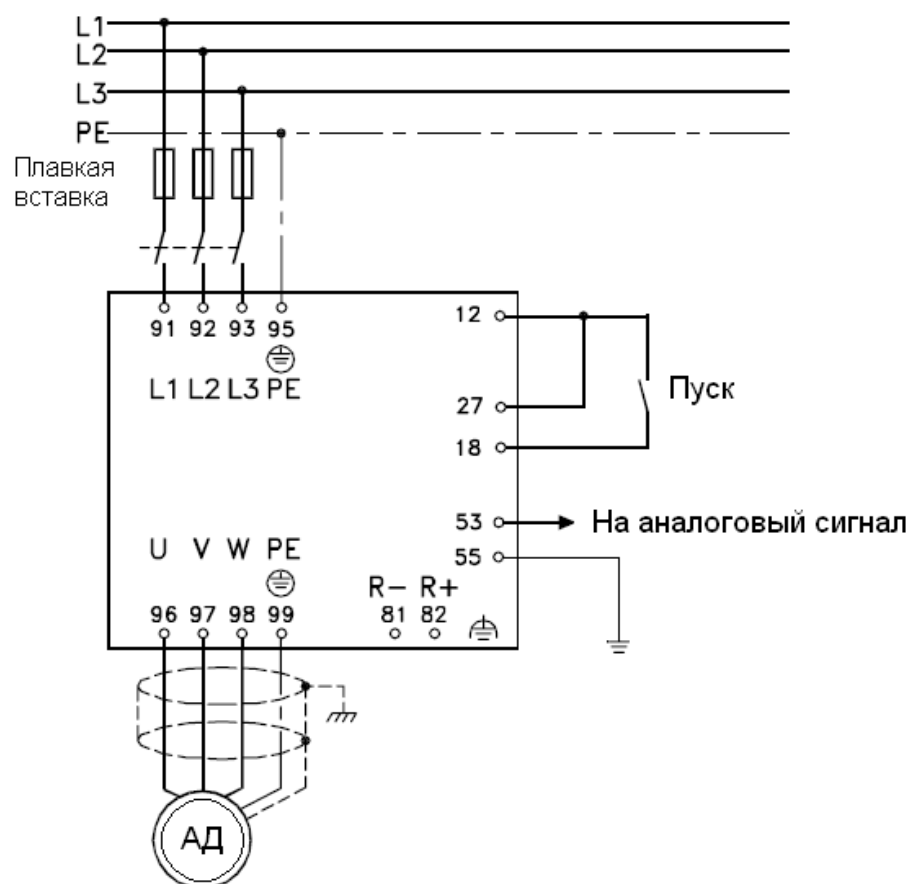 L1
L2
L3
PE
Плавкая
вставка
91 92 93 95
L1 L2 L3 PE
12
27
18
Пуск
53
На аналоговый сигнал
55
U V W PE
R- R+
96 97 98 99
81 82
АД